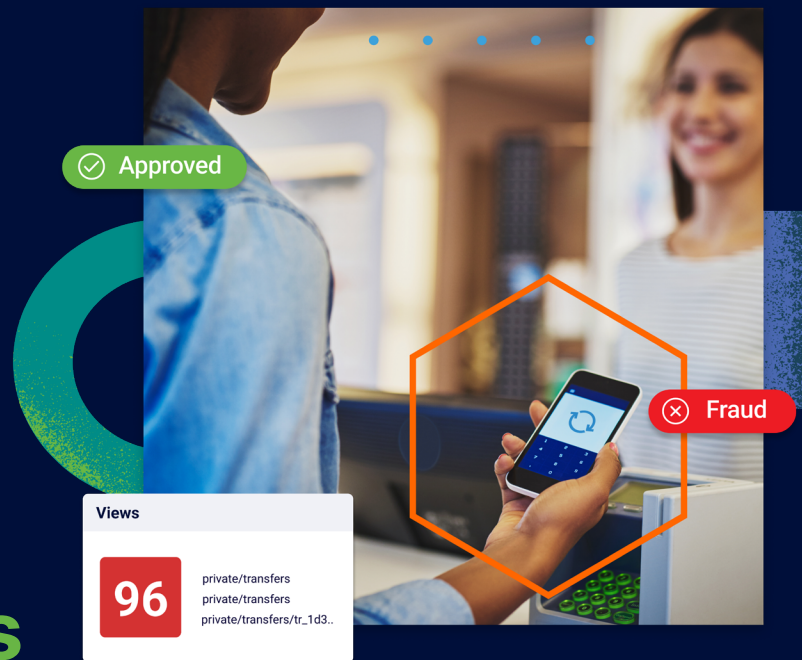 Approved
Fraud
Views
96
private/transfers
private/transfers
private/transfers/tr_1d3..
s